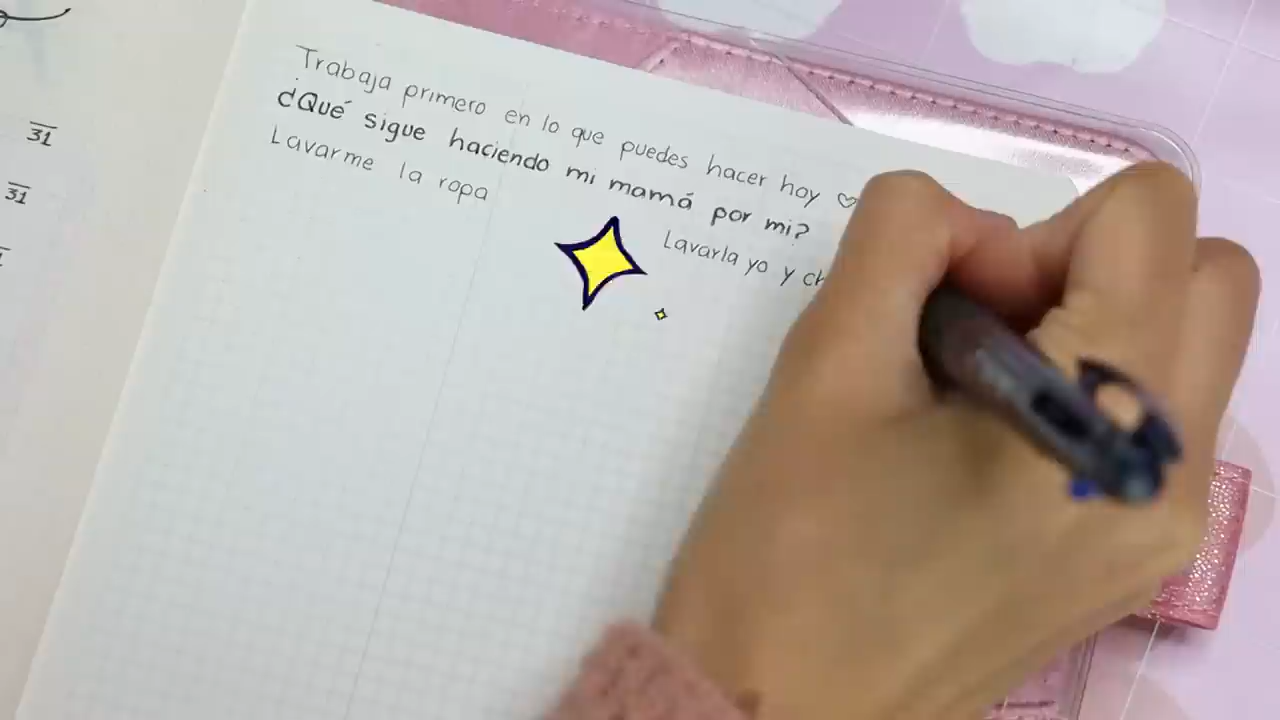 Trabaja primero en lo que puedes hacer hoy ♡
¿Qué sigue haciendo mi mamá por mi?
Lavarme la ropa
Lavarla yo y
31
31